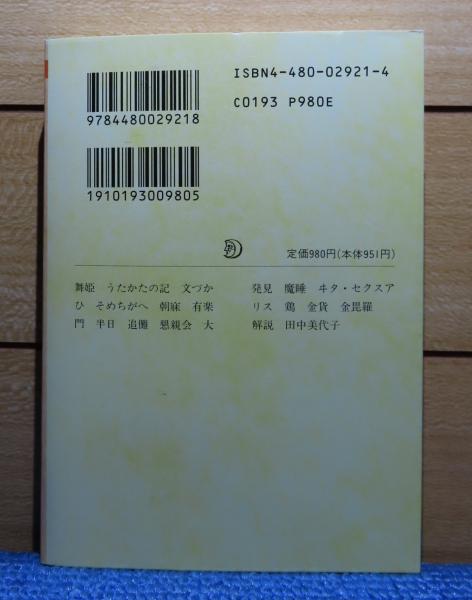 ISBN4-480-02921-4
C0193 P980E
9784480029218
1910193009805
定価980円(本体951円)
舞姫 うたかたの記 文づか
ひ そめちがへ 朝寐 有楽
門 半日 追儺 懇親会 大
発見 魔睡 ヰタ・セクスア
リス 鶏 金貨 金毘羅
解説 田中美代子